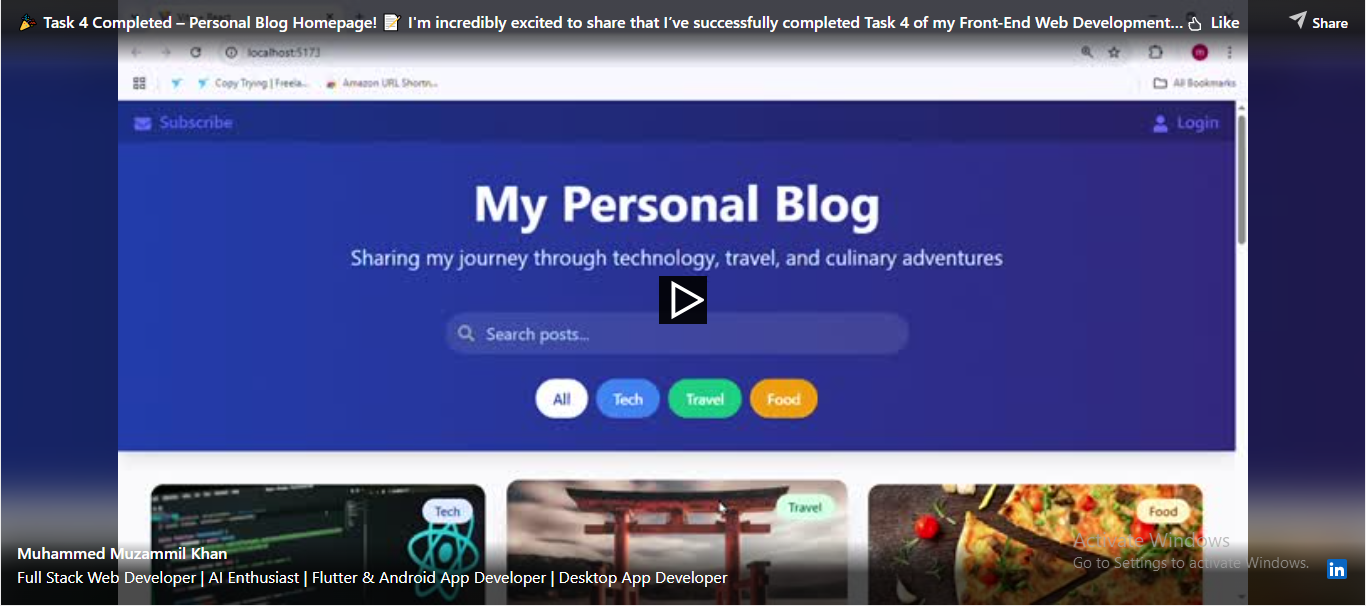 🎉 Task 4 Completed – Personal Blog Homepage! 📝 I'm incredibly excited to share that I've successfully completed Task 4 of my Front-End Web Development... Like
Share
localhost:5173
Copy Trying | Freela...
Amazon URL Shortn...
All Bookmarks
Subscribe
Login
My Personal Blog
Sharing my journey through technology, travel, and culinary adventures
Search posts...
All Tech Travel Food
Tech
Travel
Food
Muhammed Muzammil Khan
Full Stack Web Developer | AI Enthusiast | Flutter & Android App Developer | Desktop App Developer
Activate Windows
Go to Settings to activate Windows.
in